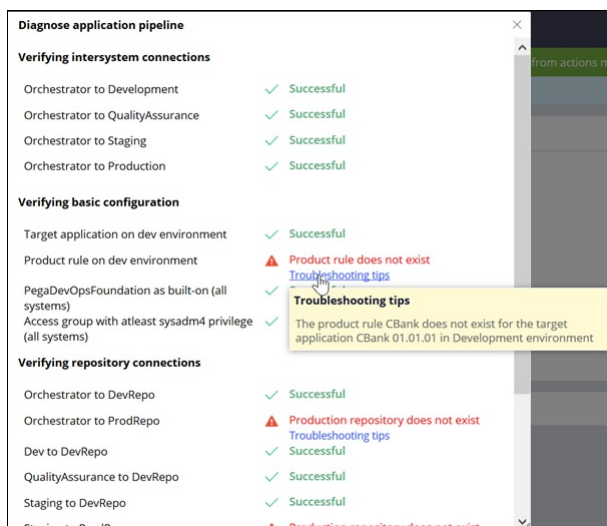 Diagnose application pipeline
Verifying intersystem connections
from actions m
Orchestrator to Development Successful
Orchestrator to QualityAssurance Successful
Orchestrator to Staging Successful
Orchestrator to Production Successful
Verifying basic configuration
Target application on dev environment Successful
Product rule on dev environment Product rule does not exist
Troubleshooting tips
PegaDevOpsFoundation as built-on (all
systems)
Access group with atleast sysadm4 privilege
(all systems)
Troubleshooting tips
The product rule CBank does not exist for the target
application CBank 01.01.01 in Development environment
Verifying repository connections
Orchestrator to DevRepo Successful
Orchestrator to ProdRepo Production repository does not exist
Troubleshooting tips
Dev to DevRepo Successful
QualityAssurance to DevRepo Successful
Staging to DevRepo Successful